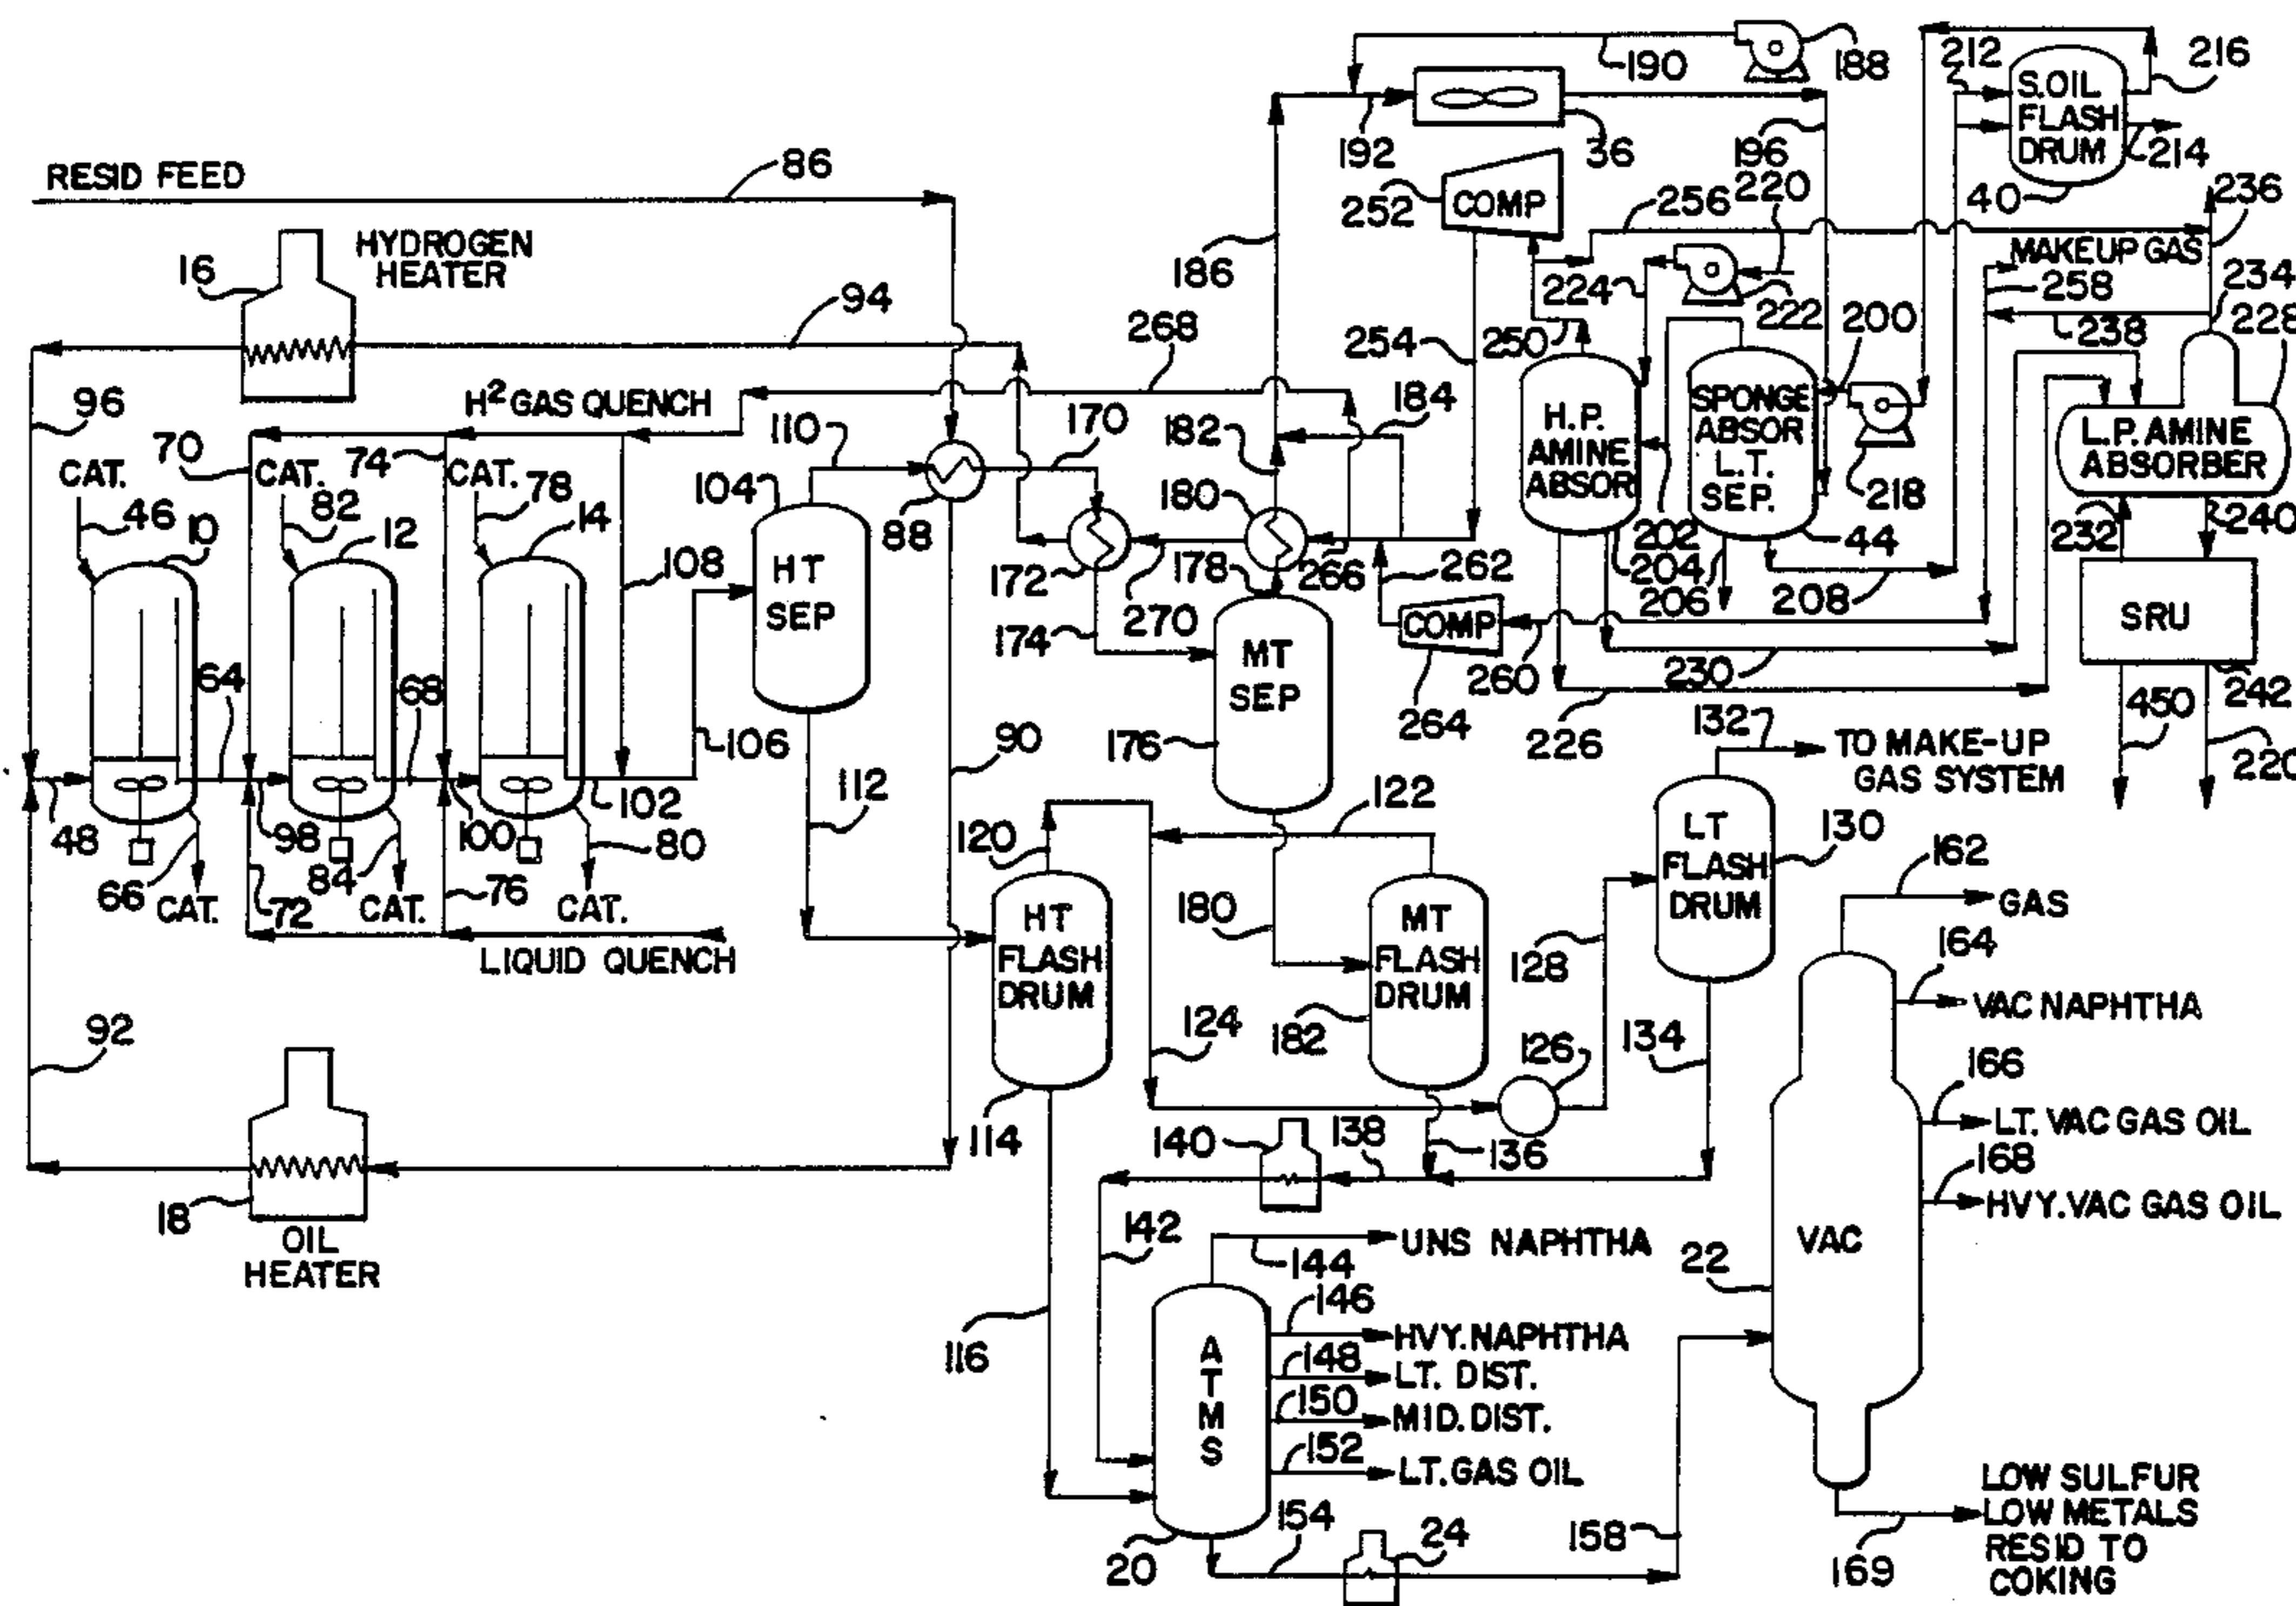 RESID FEED
86
HYDROGEN
HEATER
16
94
96
H² GAS QUENCH
268
70
CAT.
74
CAT.
78
CAT.
46
10
82
12
14
108
64
68
106
48
98
100
102
66
CAT.
84
CAT.
80
CAT.
72
76
LIQUID QUENCH
92
18
OIL
HEATER
110
104
HT
SEP
88
170
172
174
270
178
180
182
184
186
266
262
MT
SEP
176
112
90
120
122
HT
FLASH
DRUM
114
180
MT
FLASH
DRUM
182
124
126
128
LT
FLASH
DRUM
130
132
TO MAKE-UP
GAS SYSTEM
134
136
138
140
142
116
190
188
192
36
196
252
COMP
256
254
250
224
220
222
H.P.
AMINE
ABSOR
SPONGE
ABSOR
L.T.
SEP.
200
218
44
202
204
206
208
COMP
264
260
230
226
212
S.OIL
FLASH
DRUM
216
214
40
236
MAKEUP GAS
258
234
238
228
L.P. AMINE
ABSORBER
232
240
SRU
242
450
220
ATMS
20
144
UNS NAPHTHA
146
HVY.NAPHTHA
148
LT. DIST.
150
MID.DIST.
152
LT.GAS OIL
154
24
158
VAC
22
162
GAS
164
VAC NAPHTHA
166
LT. VAC GAS OIL
168
HVY.VAC GAS OIL
169
LOW SULFUR
LOW METALS
RESID TO
COKING